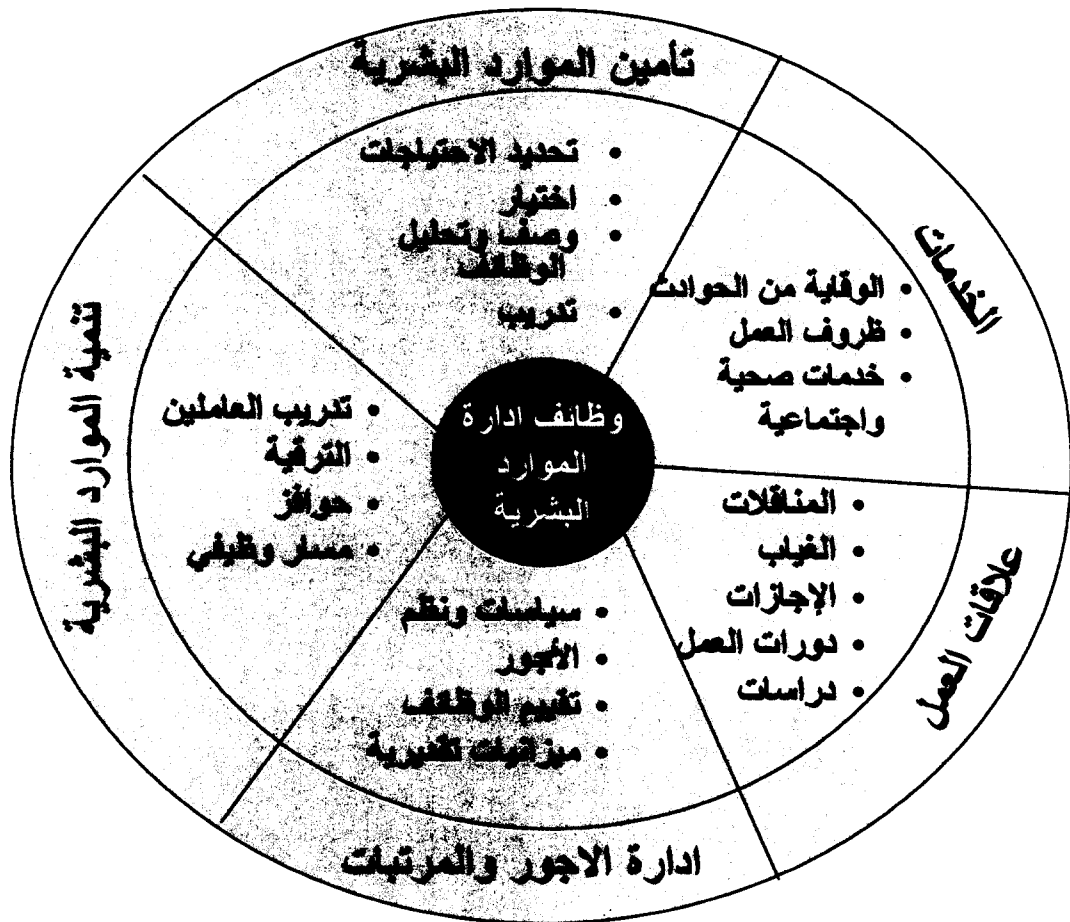 تأمين الموارد البشرية
• تحديد الاحتياجات
• اختيار
• وصف وتحليل
الوظائف
• تدريب
الخدمات
• الوقاية من الحوادث
• ظروف العمل
• خدمات صحية
واجتماعية
علاقات العمل
• المناقلات
• الغياب
• الإجازات
• دورات العمل
• دراسات
ادارة الاجور والمرتبات
• سياسات ونظم
• الأجور
• تقييم الوظائف
• ميزانيات تقديرية
تنمية الموارد البشرية
• تدريب العاملين
• الترقية
• حوافز
• مسار وظيفي
وظائف ادارة
الموارد
البشرية